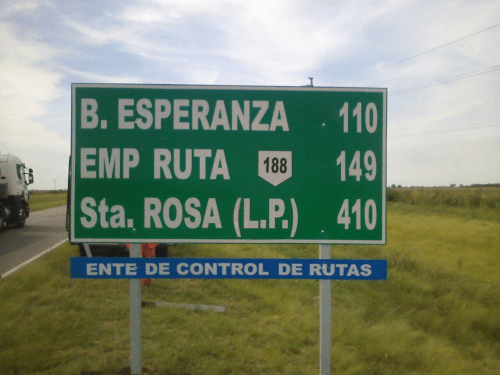 B. ESPERANZA 110
EMP RUTA 188 149
Sta. ROSA (L.P.) 410
ENTE DE CONTROL DE RUTAS